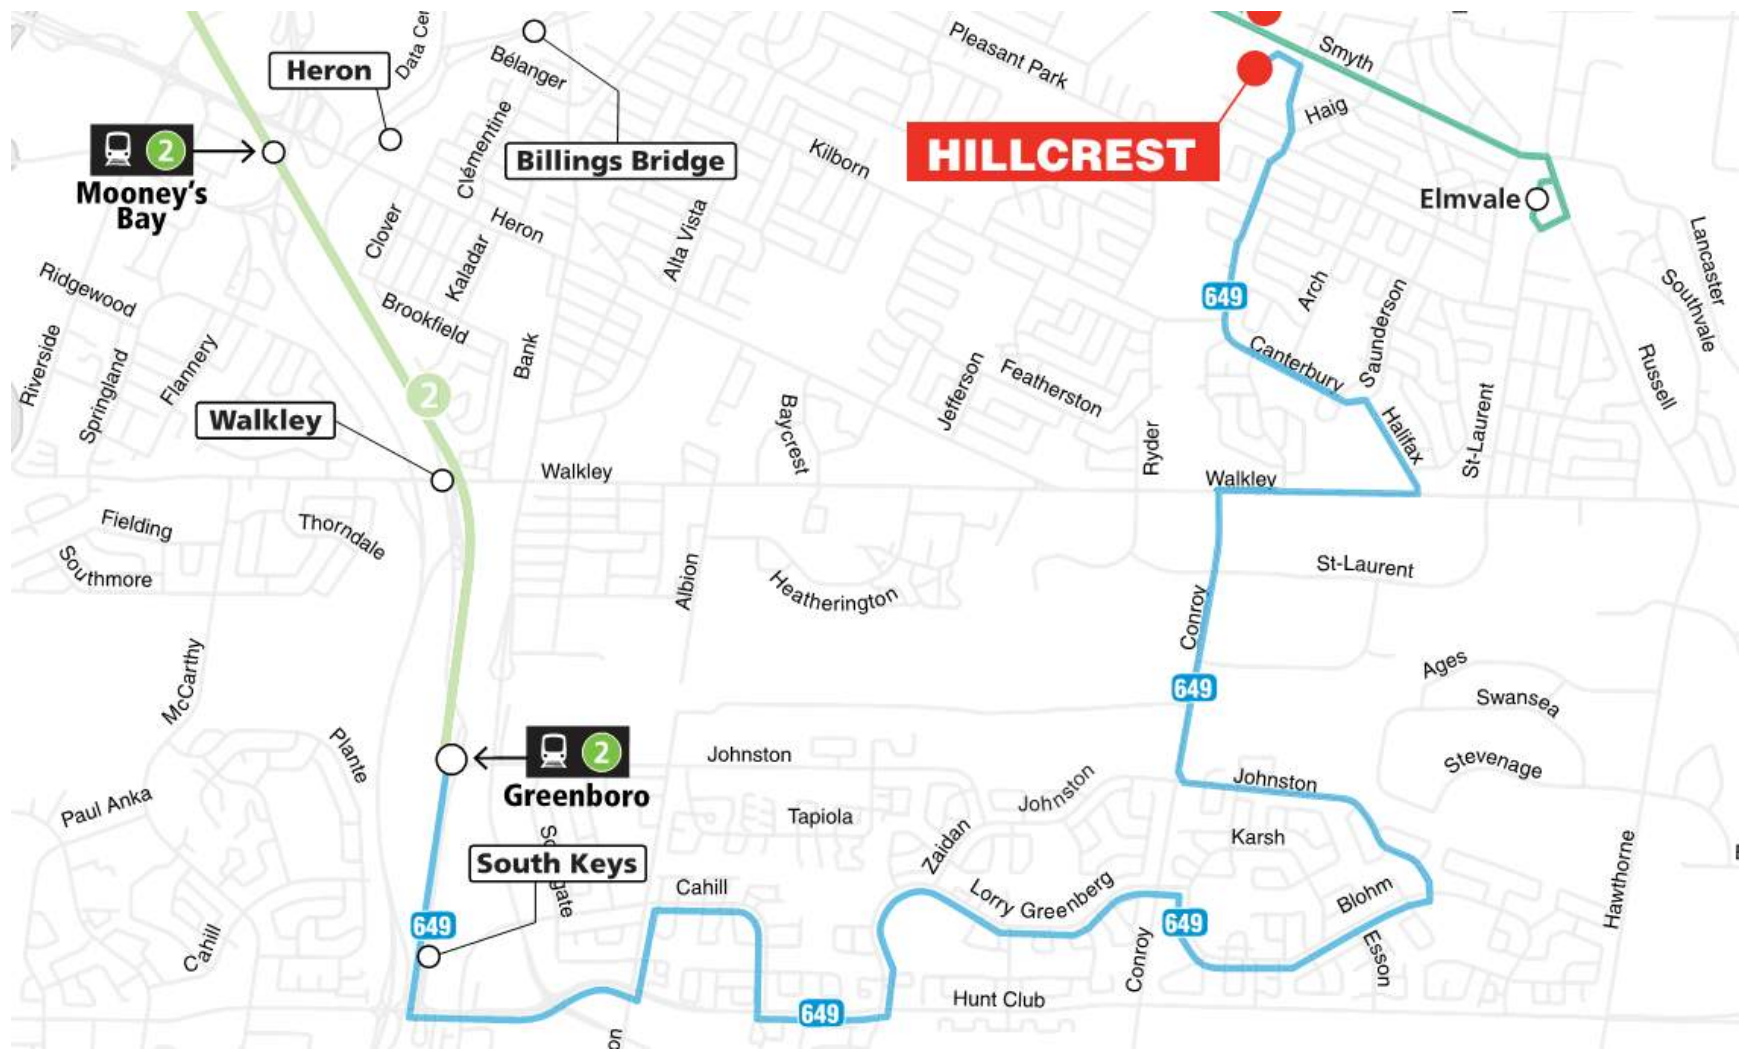 Data Cen
Pleasant Park
Smyth
Heron
Bélanger
Haig
2
Mooney's
Bay
Clémentine
Billings Bridge
Kilborn
HILLCREST
Elmvale
Clover
Kaladar
Heron
Alta Vista
Lancaster
Southvale
Ridgewood
Brookfield
649
Arch
Saunderson
Riverside
Springland
Flannery
Bank
Canterbury
Russell
2
Walkley
Baycrest
Jefferson
Featherston
Ryder
Halifax
St-Laurent
Walkley
Walkley
Fielding
Thorndale
Southmore
Albion
Heatherington
Conroy
St-Laurent
McCarthy
649
Ages
Swansea
Plante
2
Greenboro
Johnston
Johnston
Johnston
Stevenage
Paul Anka
Tapiola
Zaidan
Karsh
South Keys
Cahill
Lorry Greenberg
Blohm
Hawthorne
649
649
Cahill
Conroy
Esson
Hunt Club
649
on